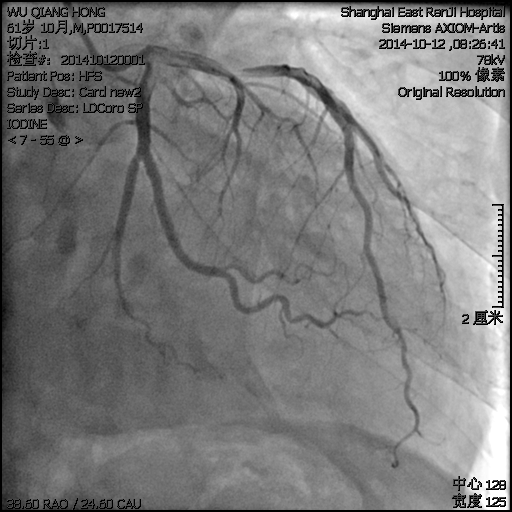 WU QIANG HONG
61岁 10月,M,P0017514
切片:1
检查#: 201410120001
Patient Pos: HFS
Study Desc: Card new2
Series Desc: LDCoro SP
IODINE
< 7 - 55 @ >
Shanghai East RenJi Hospital
Siemens AXIOM-Artis
2014-10-12 ,08:26:41
78kV
100% 像素
Original Resolution
2 厘米
38.60 RAO / 24.60 CAU
中心 128
宽度 125